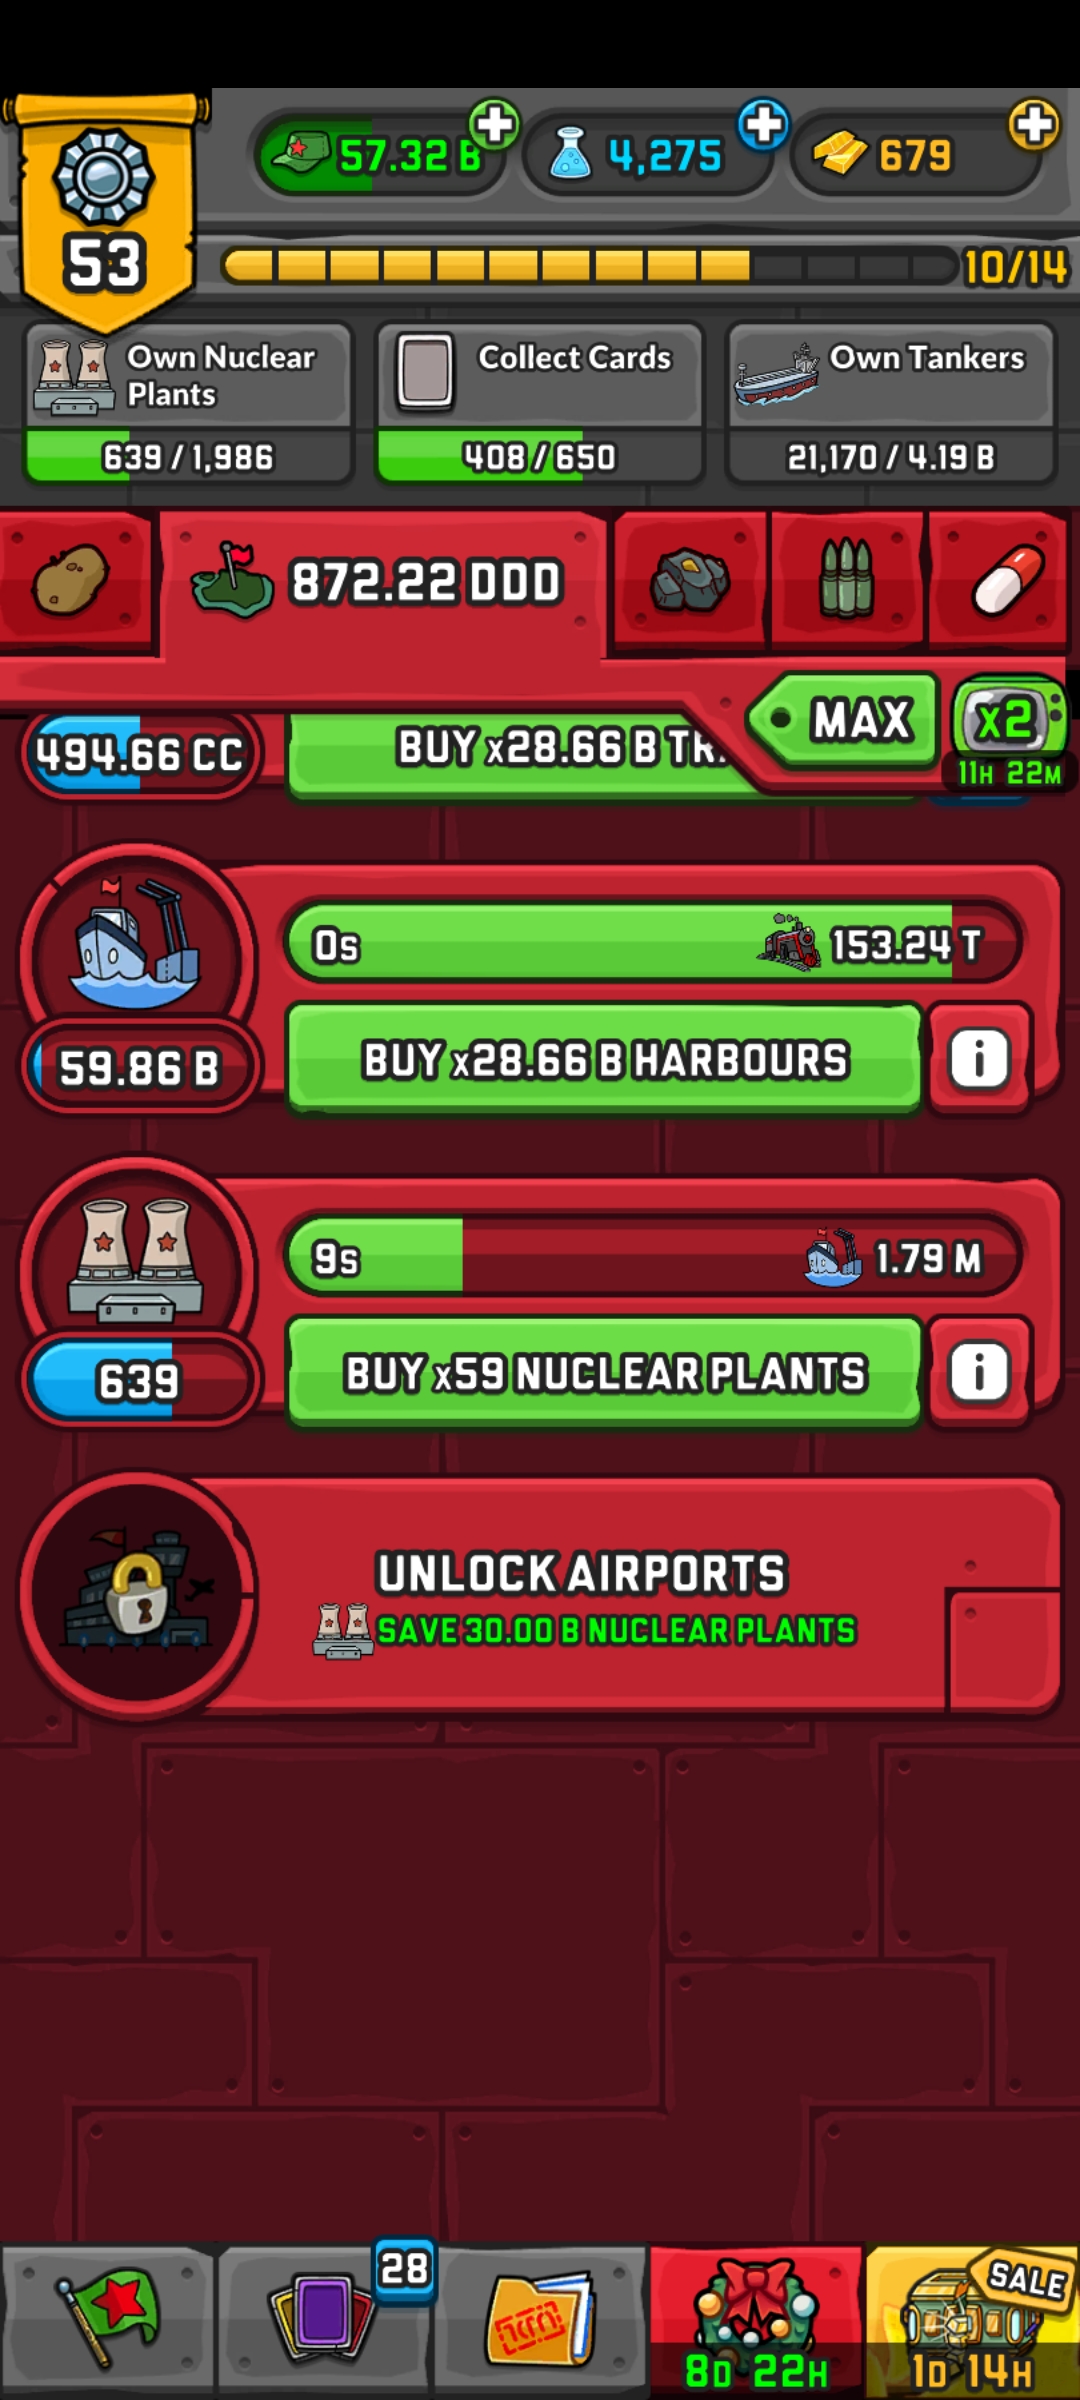 57.32 B
4,275
679
53
10/14
Own Nuclear
Plants
639 / 1,986
Collect Cards
408 / 650
Own Tankers
21,170 / 4.19 B
872.22 DDD
MAX
x2
11H 22M
494.66 CC
BUY x28.66 B
0s
153.24 T
59.86 B
BUY x28.66 B HARBOURS
i
9s
1.79 M
639
BUY x59 NUCLEAR PLANTS
i
UNLOCK AIRPORTS
SAVE 30.00 B NUCLEAR PLANTS
28
8D 22H
SALE
1D 14H